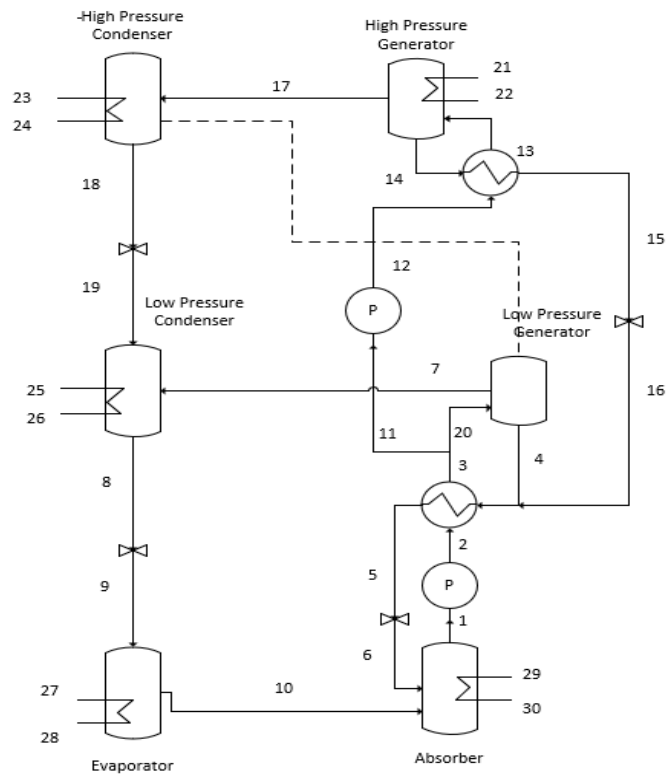 -High Pressure
Condenser
High Pressure
Generator
21
17
23
22
24
13
18
14
15
12
19
Low Pressure
Condenser
P
Low Pressure
Generator
7
16
25
26
11
20
4
3
8
2
5
9
P
1
6
29
27
10
30
28
Absorber
Evaporator